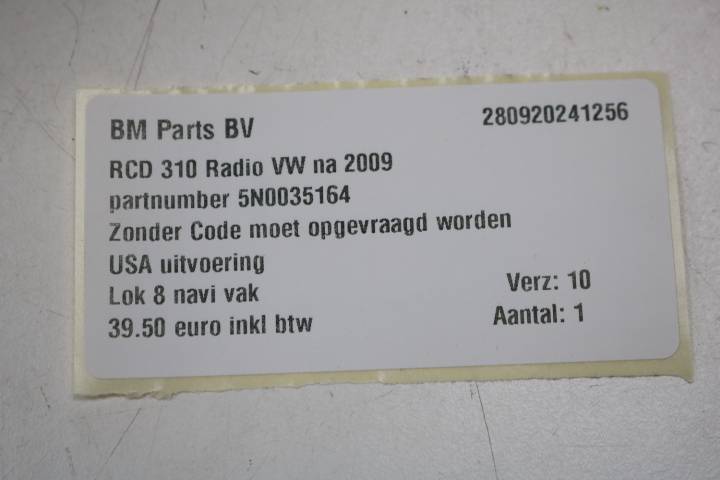 BM Parts BV 280920241256
RCD 310 Radio VW na 2009
partnumber 5N0035164
Zonder Code moet opgevraagd worden
USA uitvoering
Lok 8 navi vak Verz: 10
39.50 euro inkl btw Aantal: 1